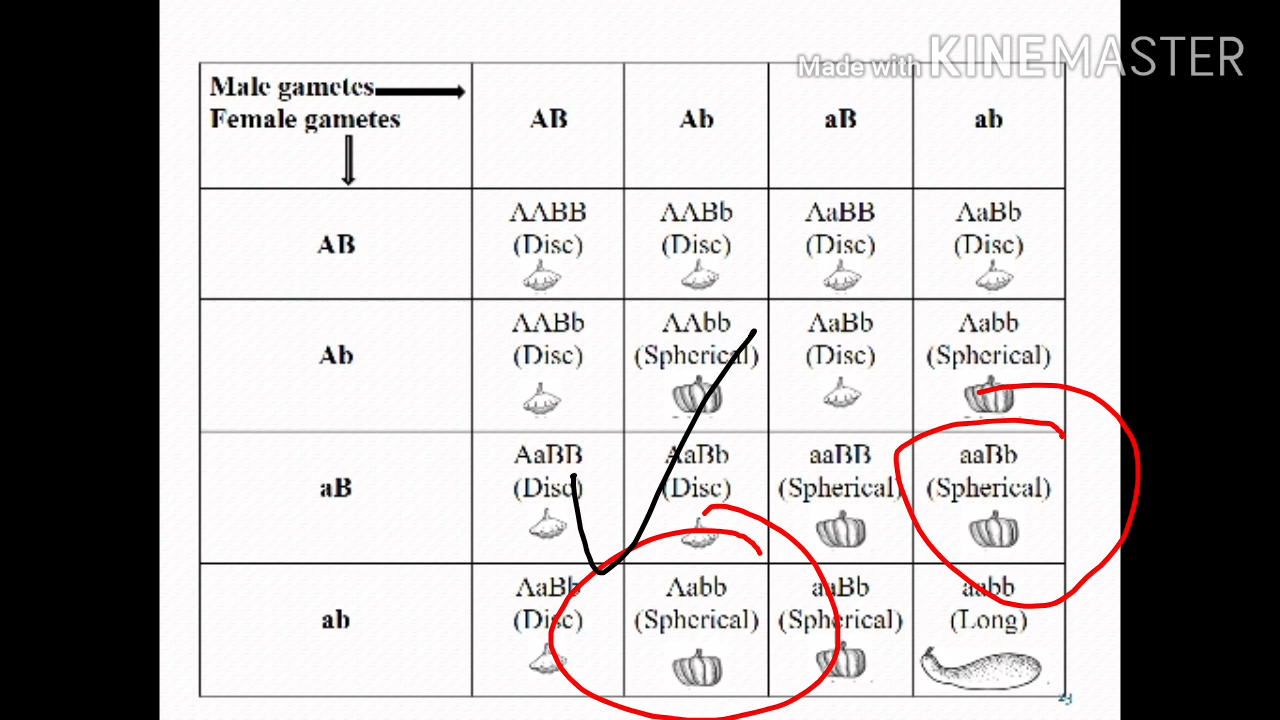 Made with KINEMASTER
Male gametes
Female gametes
AB Ab aB ab
AB
AABB AABb AaBB AaBb
(Disc) (Disc) (Disc) (Disc)
Ab
AABb AAbb AaBb Aabb
(Disc) (Spherical) (Disc) (Spherical)
aB
AaBB AaBb aaBB aaBb
(Disc) (Disc) (Spherical) (Spherical)
ab
AaBb Aabb aaBb aabb
(Disc) (Spherical) (Spherical) (Long)
23